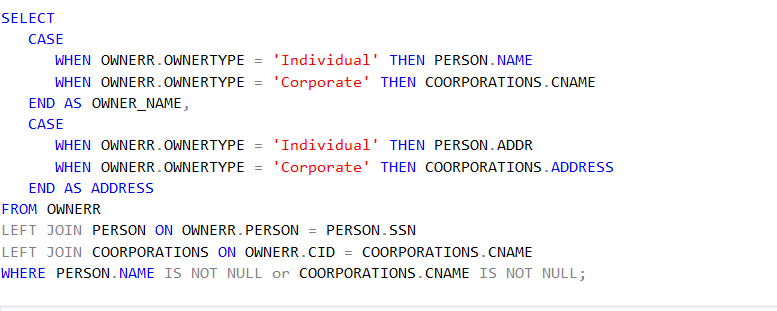 SELECT
CASE
WHEN OWNERR.OWNERTYPE = 'Individual' THEN PERSON.NAME
WHEN OWNERR.OWNERTYPE = 'Corporate' THEN COORPORATIONS.CNAME
END AS OWNER_NAME,
CASE
WHEN OWNERR.OWNERTYPE = 'Individual' THEN PERSON.ADDR
WHEN OWNERR.OWNERTYPE = 'Corporate' THEN COORPORATIONS.ADDRESS
END AS ADDRESS
FROM OWNERR
LEFT JOIN PERSON ON OWNERR.PERSON = PERSON.SSN
LEFT JOIN COORPORATIONS ON OWNERR.CID = COORPORATIONS.CNAME
WHERE PERSON.NAME IS NOT NULL or COORPORATIONS.CNAME IS NOT NULL;